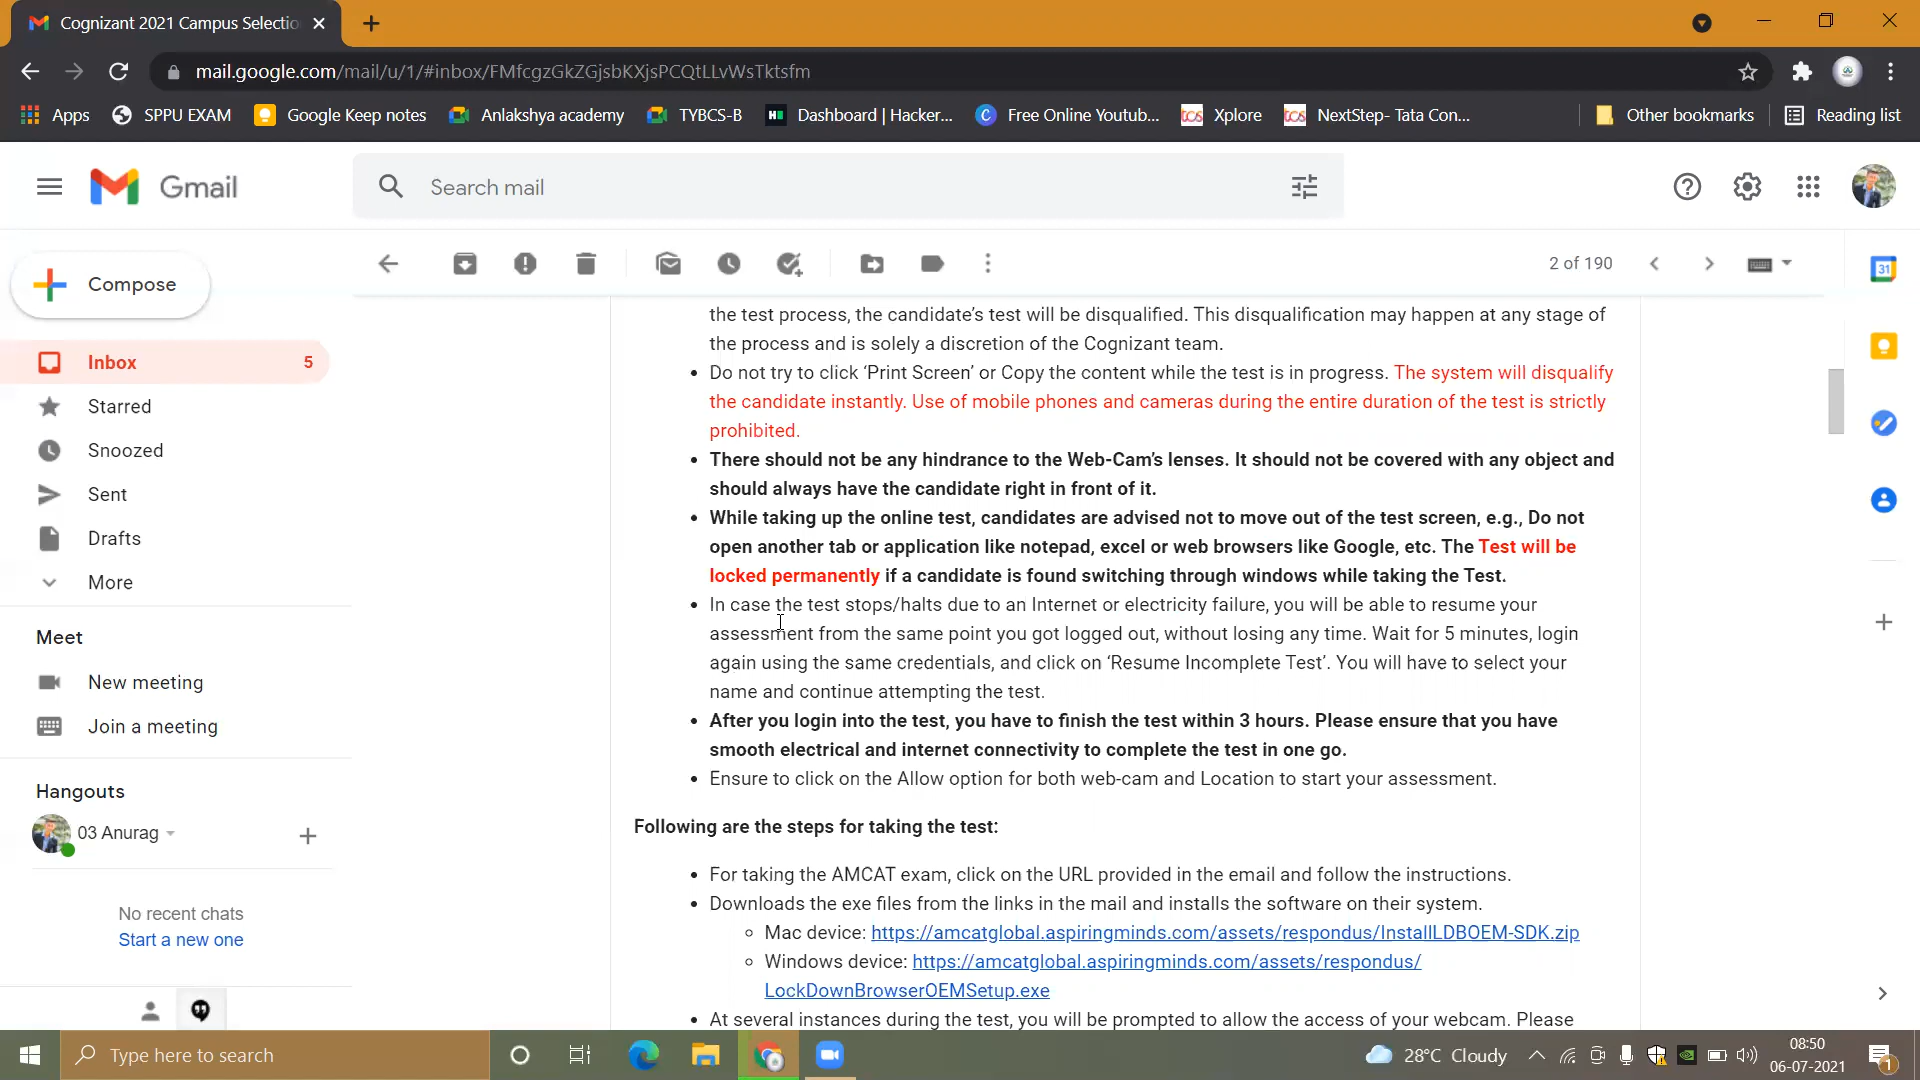 Cognizant 2021 Campus Selectio
mail.google.com/mail/u/1/#inbox/FMfcgzGkZGjsbKXjsPCQtLLvWsTktsfm
Apps
SPPU EXAM
Google Keep notes
Anlakshya academy
TYBCS-B
Dashboard | Hacker...
Free Online Youtub...
Xplore
NextStep- Tata Con...
Other bookmarks
Reading list
Gmail
Search mail
Compose
2 of 190
31
Inbox 5
Starred
Snoozed
Sent
Drafts
More
Meet
New meeting
Join a meeting
Hangouts
03 Anurag
No recent chats
Start a new one
the test process, the candidate's test will be disqualified. This disqualification may happen at any stage of
the process and is solely a discretion of the Cognizant team.
• Do not try to click ‘Print Screen’ or Copy the content while the test is in progress. The system will disqualify
the candidate instantly. Use of mobile phones and cameras during the entire duration of the test is strictly
prohibited.
• There should not be any hindrance to the Web-Cam's lenses. It should not be covered with any object and
should always have the candidate right in front of it.
• While taking up the online test, candidates are advised not to move out of the test screen, e.g., Do not
open another tab or application like notepad, excel or web browsers like Google, etc. The Test will be
locked permanently if a candidate is found switching through windows while taking the Test.
• In case the test stops/halts due to an Internet or electricity failure, you will be able to resume your
assessment from the same point you got logged out, without losing any time. Wait for 5 minutes, login
again using the same credentials, and click on ‘Resume Incomplete Test’. You will have to select your
name and continue attempting the test.
• After you login into the test, you have to finish the test within 3 hours. Please ensure that you have
smooth electrical and internet connectivity to complete the test in one go.
• Ensure to click on the Allow option for both web-cam and Location to start your assessment.
Following are the steps for taking the test:
• For taking the AMCAT exam, click on the URL provided in the email and follow the instructions.
• Downloads the exe files from the links in the mail and installs the software on their system.
◦ Mac device: https://amcatglobal.aspiringminds.com/assets/respondus/InstallLDBOEM-SDK.zip
◦ Windows device: https://amcatglobal.aspiringminds.com/assets/respondus/
LockDownBrowserOEMSetup.exe
• At several instances during the test, you will be prompted to allow the access of your webcam. Please
Type here to search
28°C Cloudy
08:50
06-07-2021
1